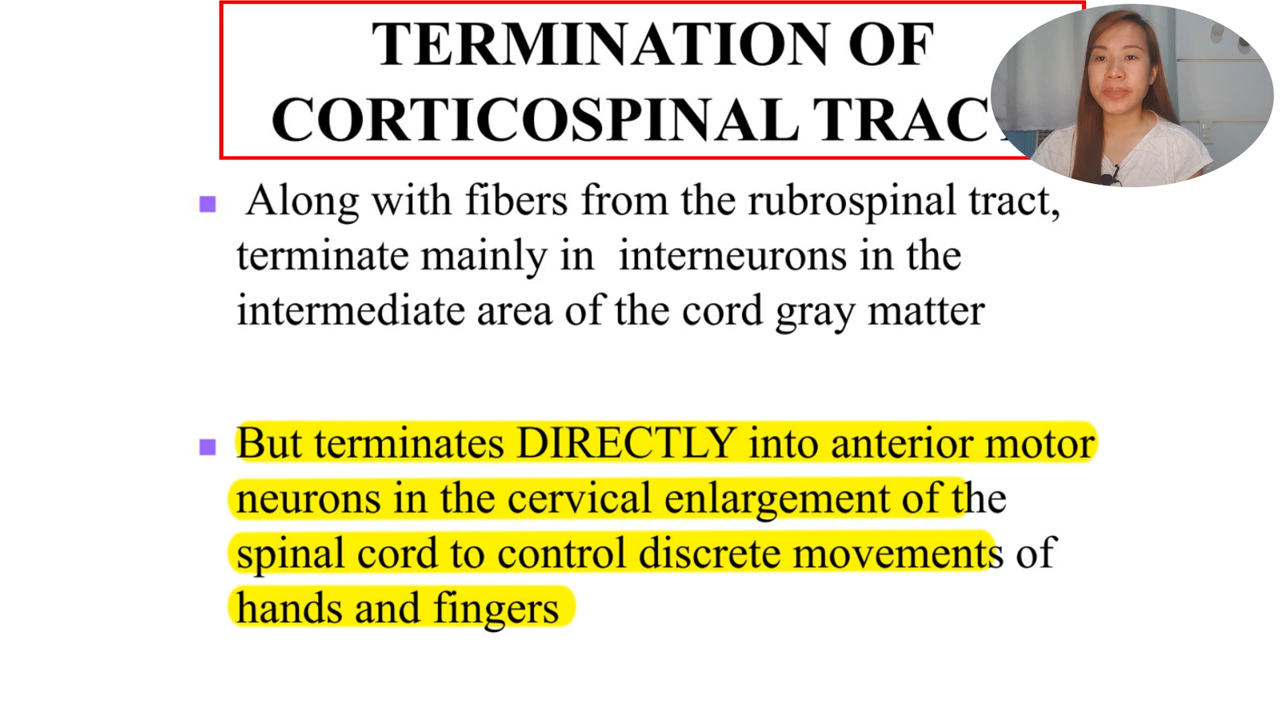 TERMINATION OF
CORTICOSPINAL TRACT
Along with fibers from the rubrospinal tract,
terminate mainly in interneurons in the
intermediate area of the cord gray matter
But terminates DIRECTLY into anterior motor
neurons in the cervical enlargement of the
spinal cord to control discrete movements of
hands and fingers